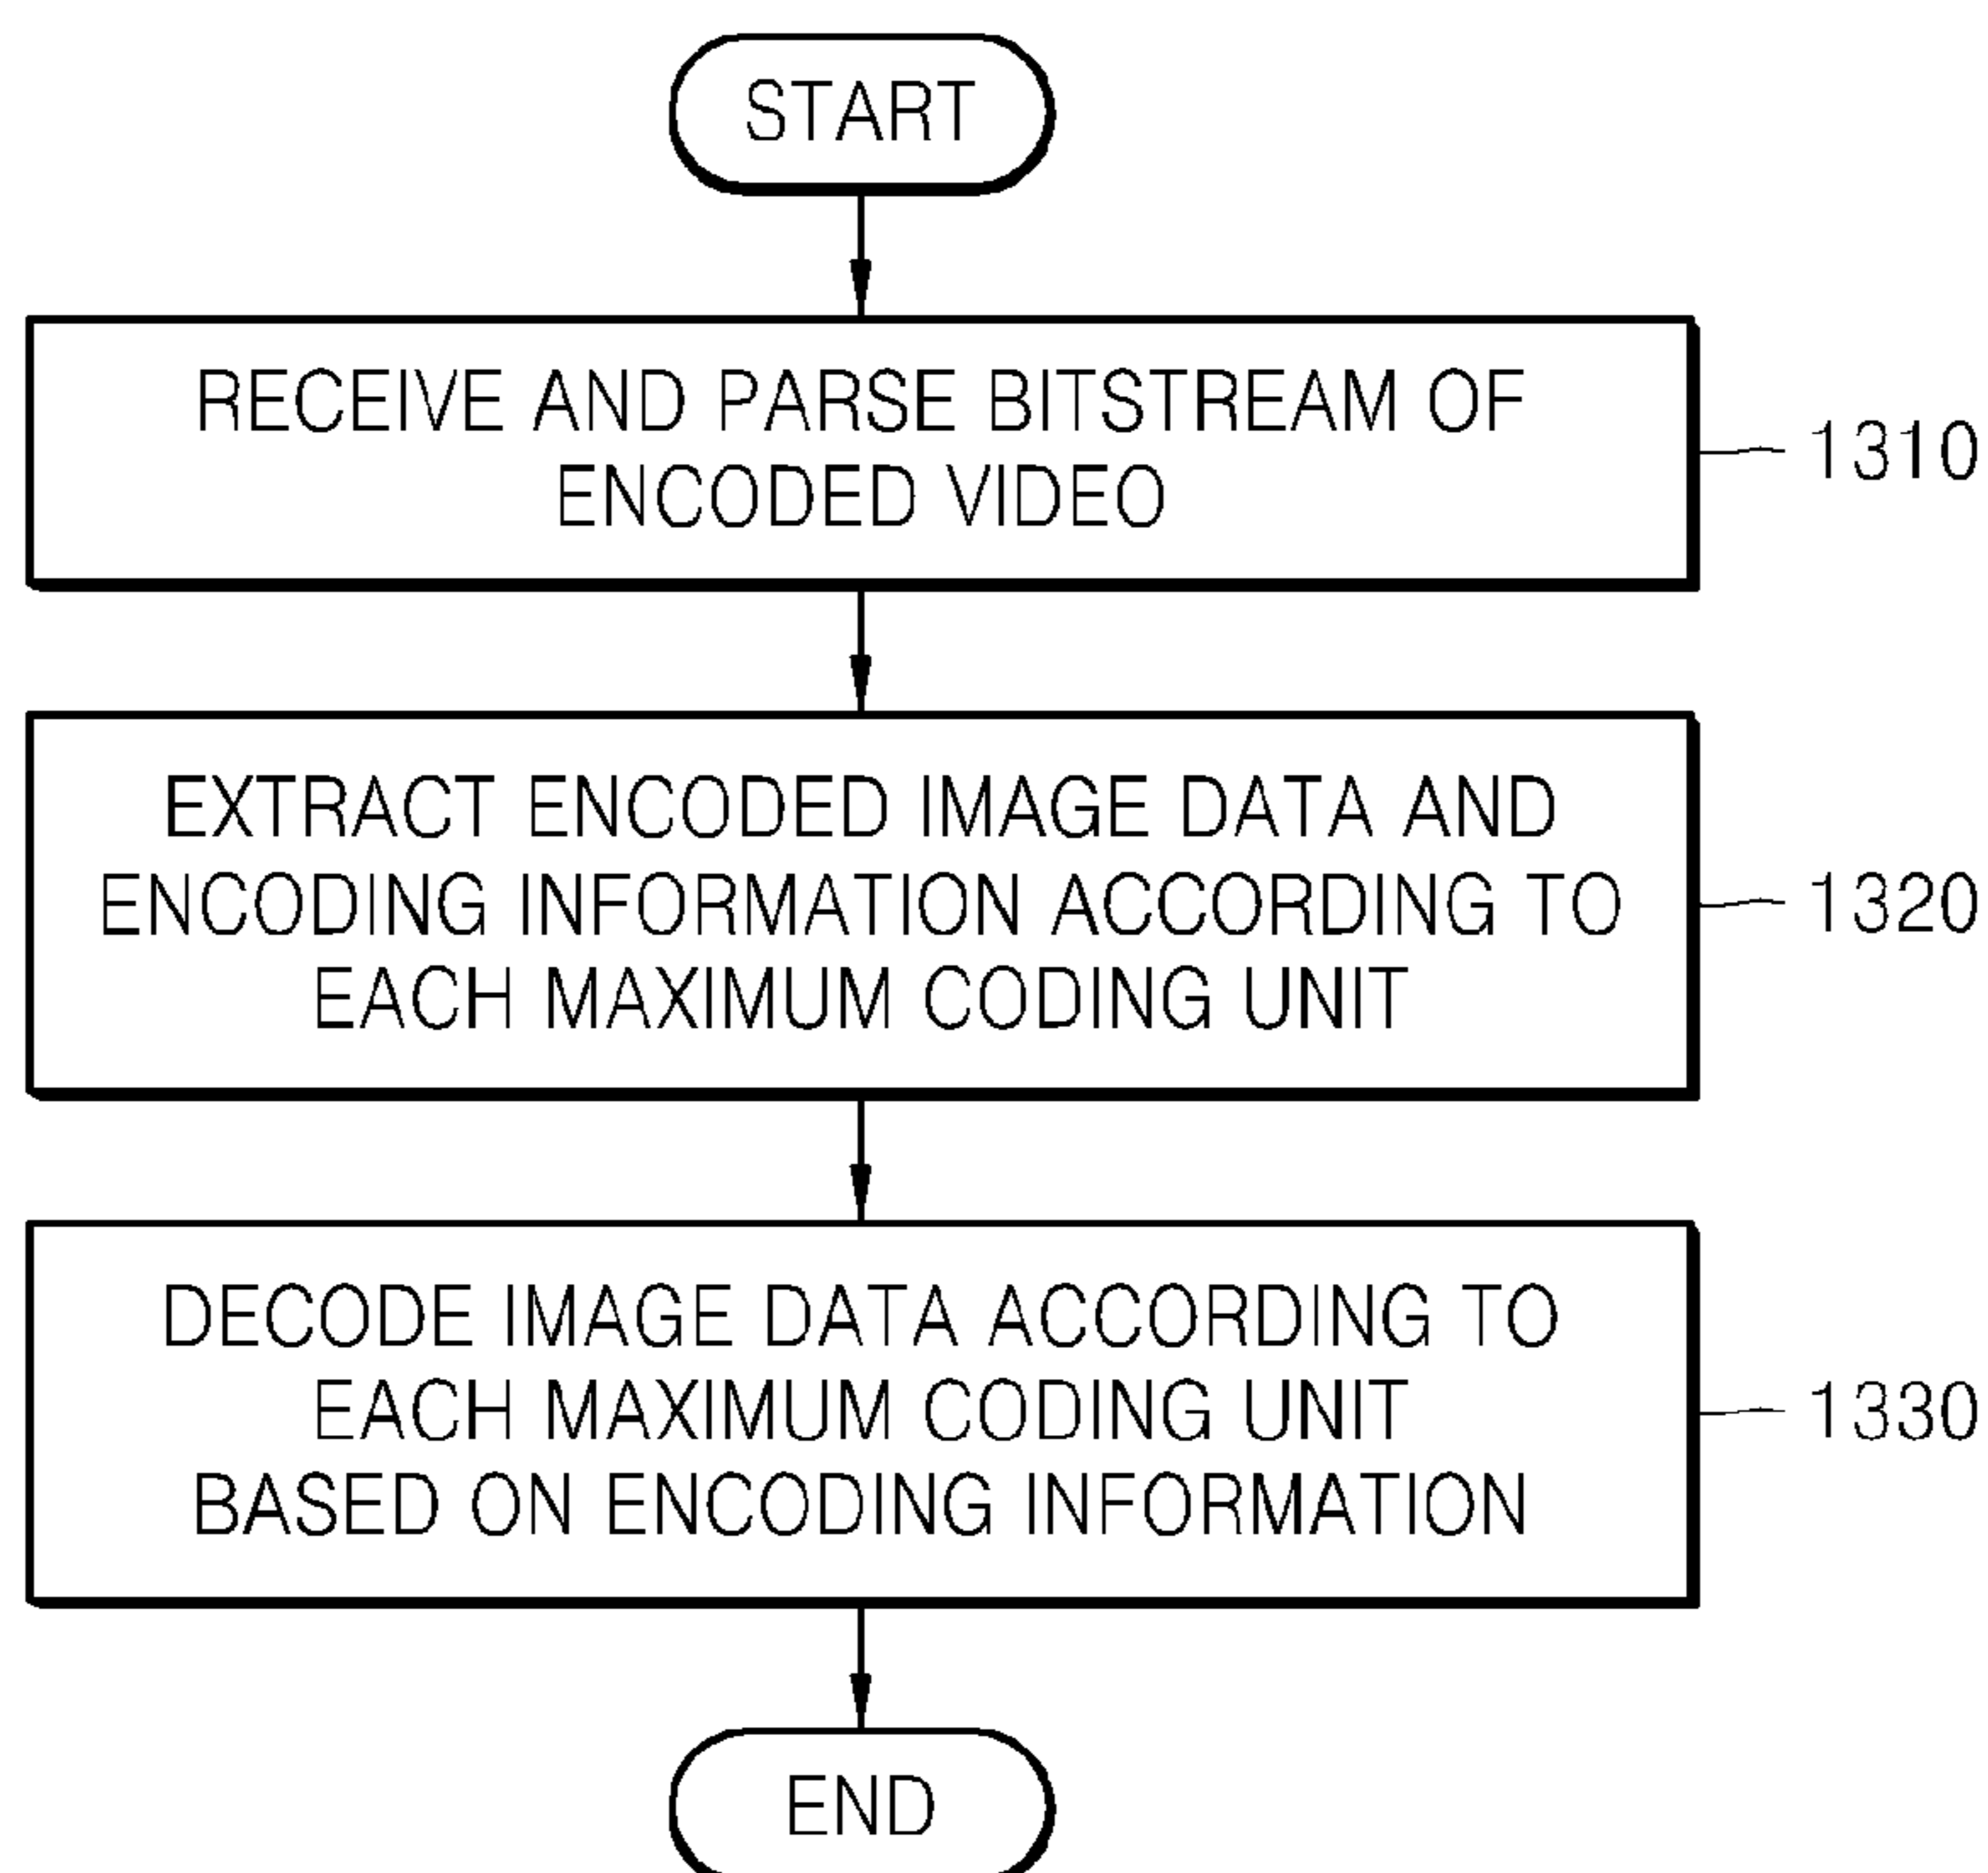 START
RECEIVE AND PARSE BITSTREAM OF
ENCODED VIDEO
1310
EXTRACT ENCODED IMAGE DATA AND
ENCODING INFORMATION ACCORDING TO
EACH MAXIMUM CODING UNIT
1320
DECODE IMAGE DATA ACCORDING TO
EACH MAXIMUM CODING UNIT
BASED ON ENCODING INFORMATION
1330
END